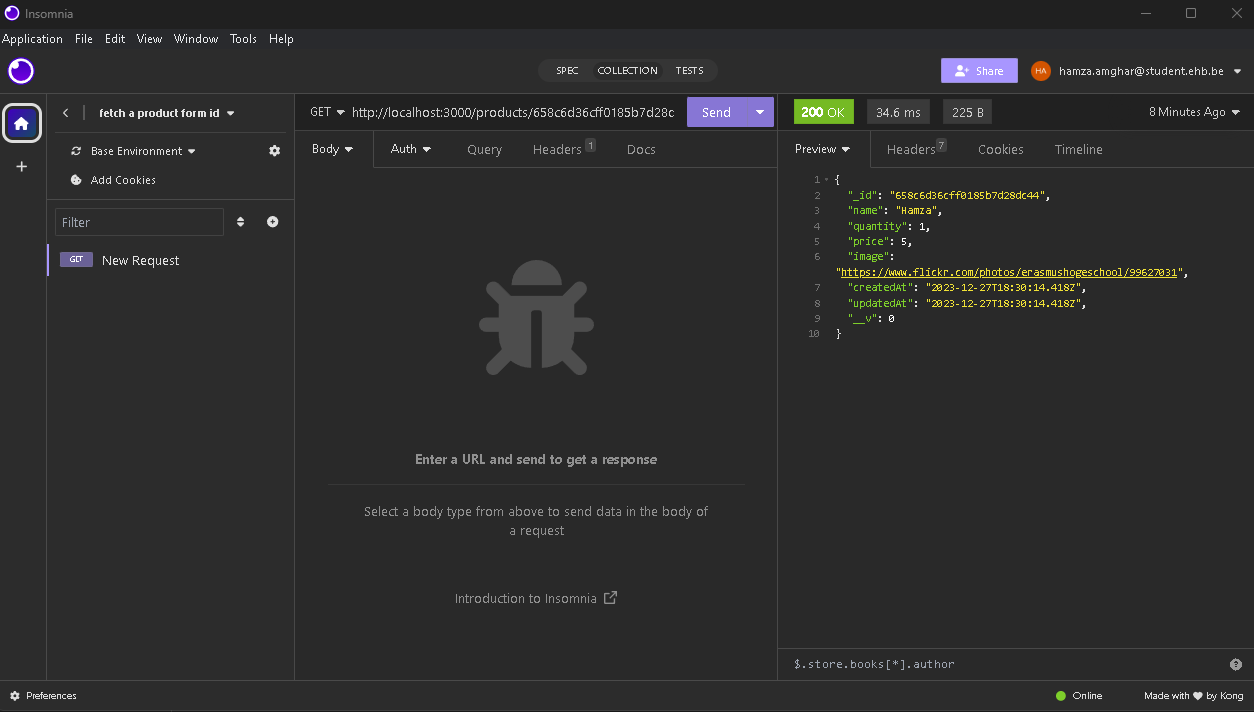 Insomnia
Application File Edit View Window Tools Help
SPEC COLLECTION TESTS
Share
HA hamza.amghar@student.ehb.be
fetch a product form id
Base Environment
Add Cookies
Filter
GET New Request
GET http://localhost:3000/products/658c6d36cff0185b7d28c Send
Body Auth Query Headers 1 Docs
Enter a URL and send to get a response
Select a body type from above to send data in the body of
a request
Introduction to Insomnia
200 OK 34.6 ms 225 B 8 Minutes Ago
Preview Headers 7 Cookies Timeline
1 {
2 "_id": "658c6d36cff0185b7d28dc44",
3 "name": "Hamza",
4 "quantity": 1,
5 "price": 5,
6 "image":
"https://www.flickr.com/photos/erasmushogeschool/99627031",
7 "createdAt": "2023-12-27T18:30:14.418Z",
8 "updatedAt": "2023-12-27T18:30:14.418Z",
9 "__v": 0
10 }
$.store.books[*].author
Preferences
Online
Made with ♥ by Kong